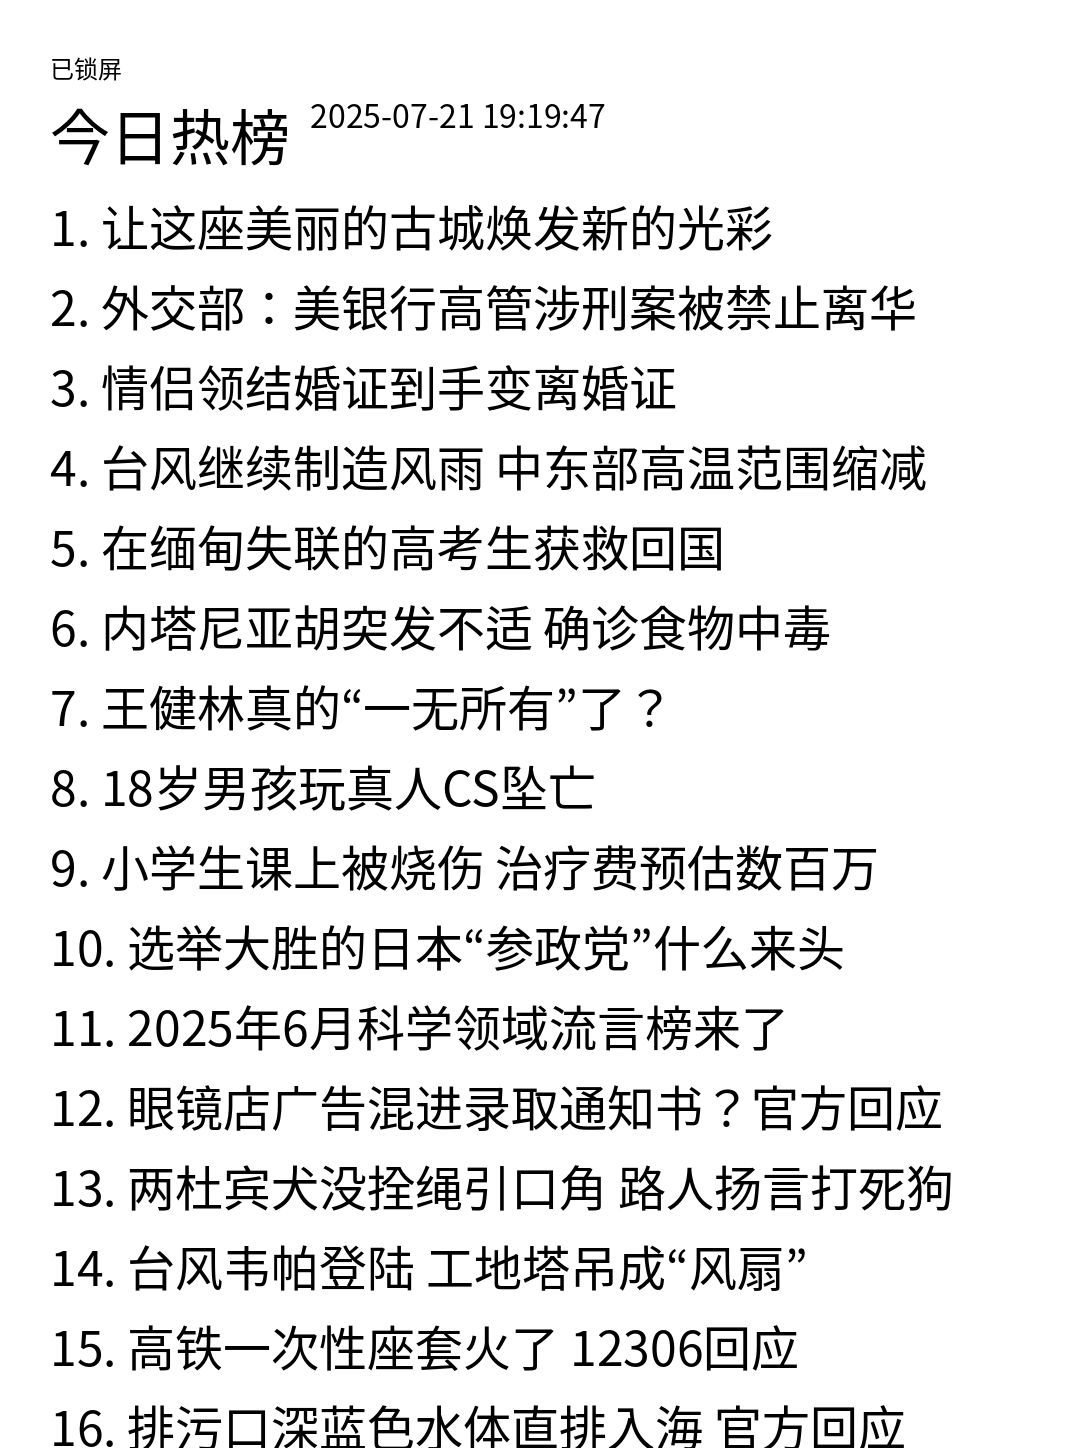 已锁屏
今日热榜 2025-07-21 19:19:47
1. 让这座美丽的古城焕发新的光彩
2. 外交部：美银行高管涉刑案被禁止离华
3. 情侣领结婚证到手变离婚证
4. 台风继续制造风雨 中东部高温范围缩减
5. 在缅甸失联的高考生获救回国
6. 内塔尼亚胡突发不适 确诊食物中毒
7. 王健林真的“一无所有”了？
8. 18岁男孩玩真人CS坠亡
9. 小学生课上被烧伤 治疗费预估数百万
10. 选举大胜的日本“参政党”什么来头
11. 2025年6月科学领域流言榜来了
12. 眼镜店广告混进录取通知书？官方回应
13. 两杜宾犬没拴绳引口角 路人扬言打死狗
14. 台风韦帕登陆 工地塔吊成“风扇”
15. 高铁一次性座套火了 12306回应
16. 排污口深蓝色水体直排入海 官方回应